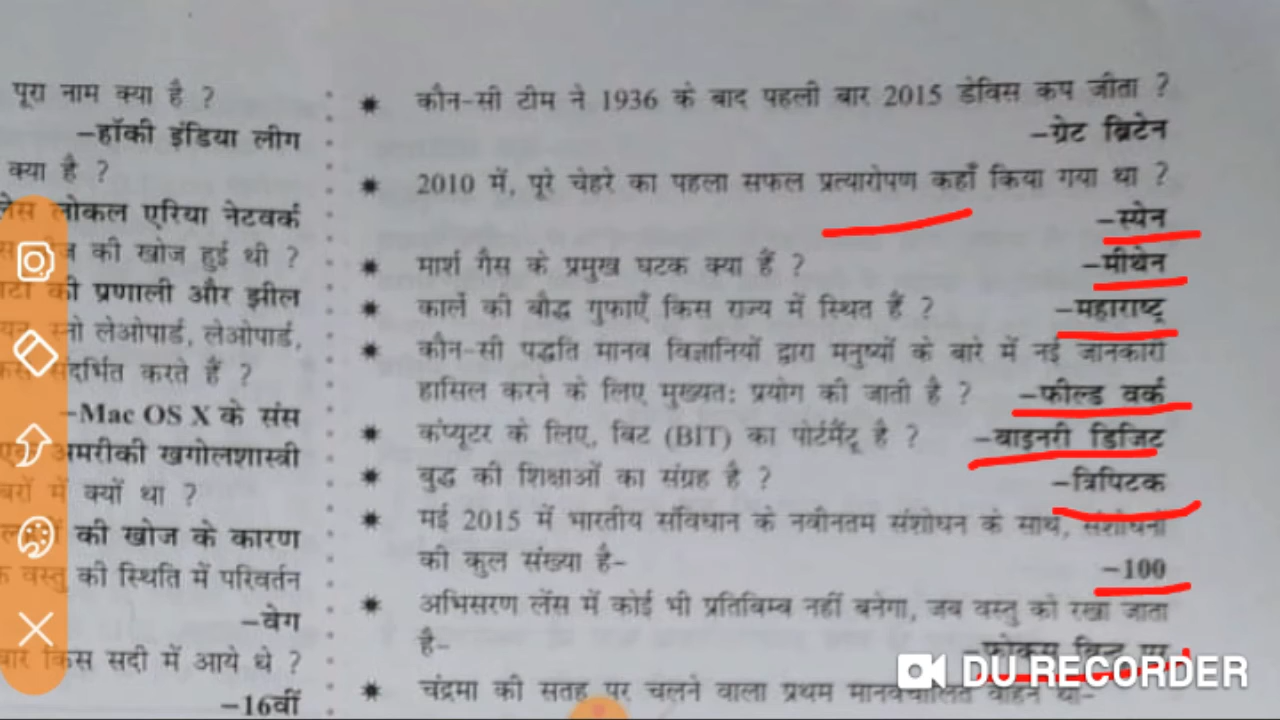 पूरा नाम क्या है ?
-हॉकी इंडिया लीग
क्या है ?
लोकल एरिया नेटवर्क
की खोज हुई थी ?
की प्रणाली और झील
स्नो लेओपार्ड, लेओपार्ड,
संदर्भित करते हैं ?
-Mac OS X के संस
अमरीकी खगोलशास्त्री
में क्यों था ?
की खोज के कारण
वस्तु की स्थिति में परिवर्तन
-वेग
बार किस सदी में आये थे ?
-16वीं
* कौन-सी टीम ने 1936 के बाद पहली बार 2015 डेविस कप जीता ?
-ग्रेट ब्रिटेन
* 2010 में, पूरे चेहरे का पहला सफल प्रत्यारोपण कहाँ किया गया था ?
-स्पेन
* मार्श गैस के प्रमुख घटक क्या हैं ? -मीथेन
* कार्ले की बौद्ध गुफाएँ किस राज्य में स्थित हैं ? -महाराष्ट्र
* कौन-सी पद्धति मानव विज्ञानियों द्वारा मनुष्यों के बारे में नई जानकारी
हासिल करने के लिए मुख्यत: प्रयोग की जाती है ? -फील्ड वर्क
* कंप्यूटर के लिए, बिट (BIT) का पोर्टमैंटू है ? -बाइनरी डिजिट
* बुद्ध की शिक्षाओं का संग्रह है ? -त्रिपिटक
* मई 2015 में भारतीय संविधान के नवीनतम संशोधन के साथ, संशोधनों
की कुल संख्या है- -100
* अभिसरण लेंस में कोई भी प्रतिबिम्ब नहीं बनेगा, जब वस्तु को रखा जाता
है- -फोकस बिन्दु पर
* चंद्रमा की सतह पर चलने वाला प्रथम मानवचालित वाहन था-
DU RECORDER